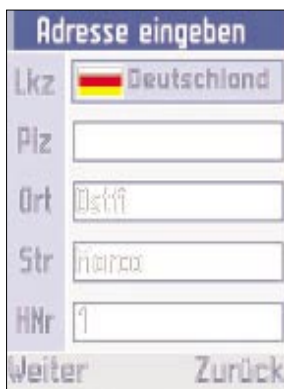 Adresse eingeben
Lkz Deutschland
Plz
Ort
Str
HNr 1
Weiter Zurück